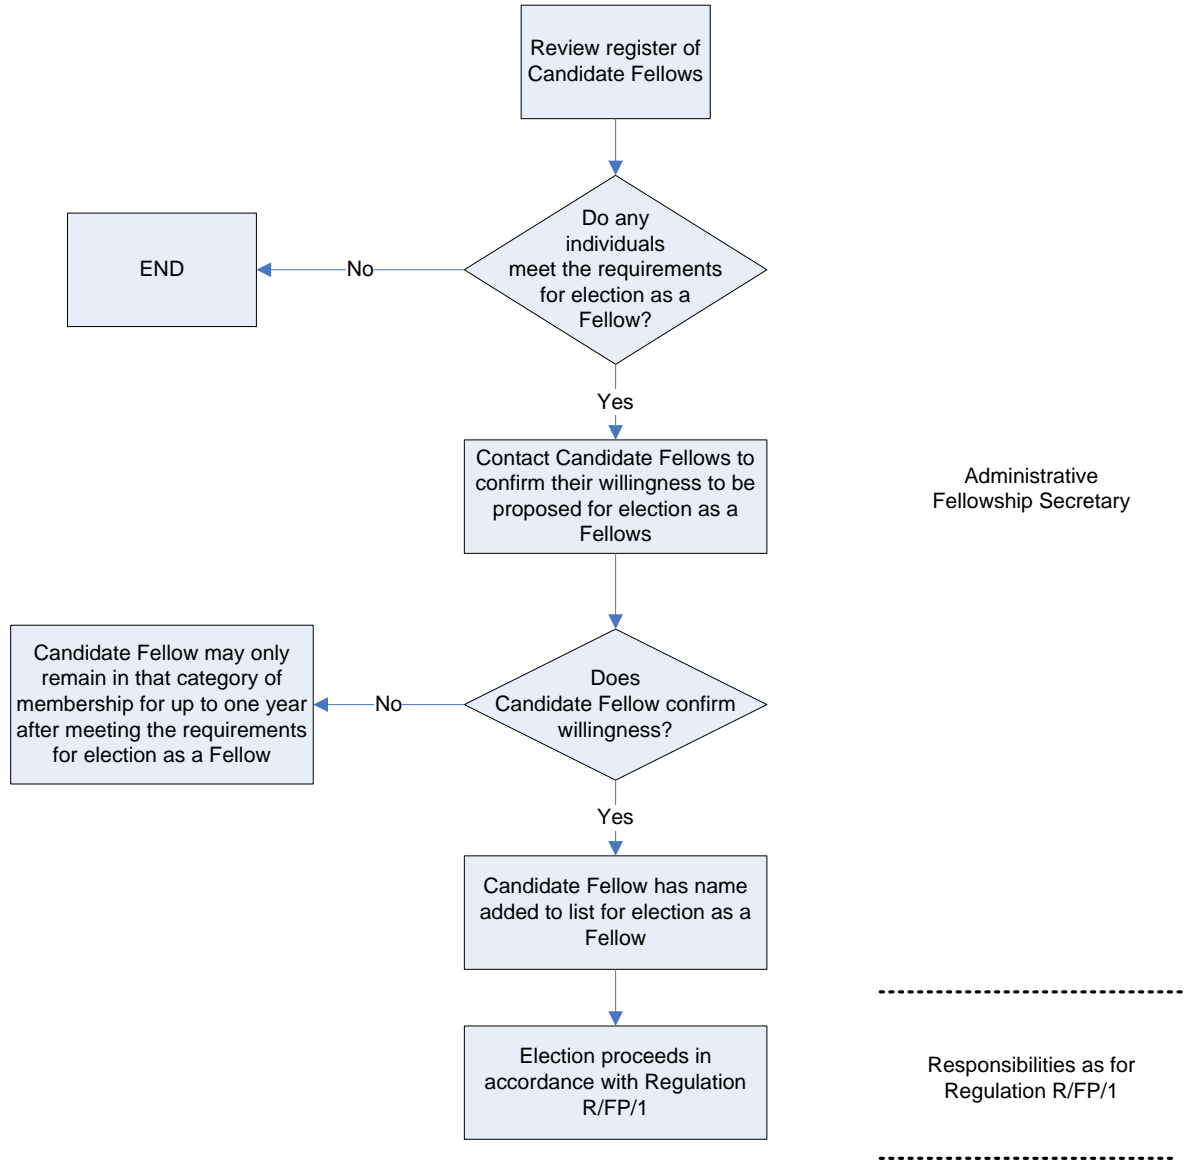 Review register of
Candidate Fellows
Do any
individuals
meet the requirements
for election as a
Fellow?
END
No
Yes
Contact Candidate Fellows to
confirm their willingness to be
proposed for election as a
Fellows
Administrative
Fellowship Secretary
Candidate Fellow may only
remain in that category of
membership for up to one year
after meeting the requirements
for election as a Fellow
No
Does
Candidate Fellow confirm
willingness?
Yes
Candidate Fellow has name
added to list for election as a
Fellow
Election proceeds in
accordance with Regulation
R/FP/1
Responsibilities as for
Regulation R/FP/1